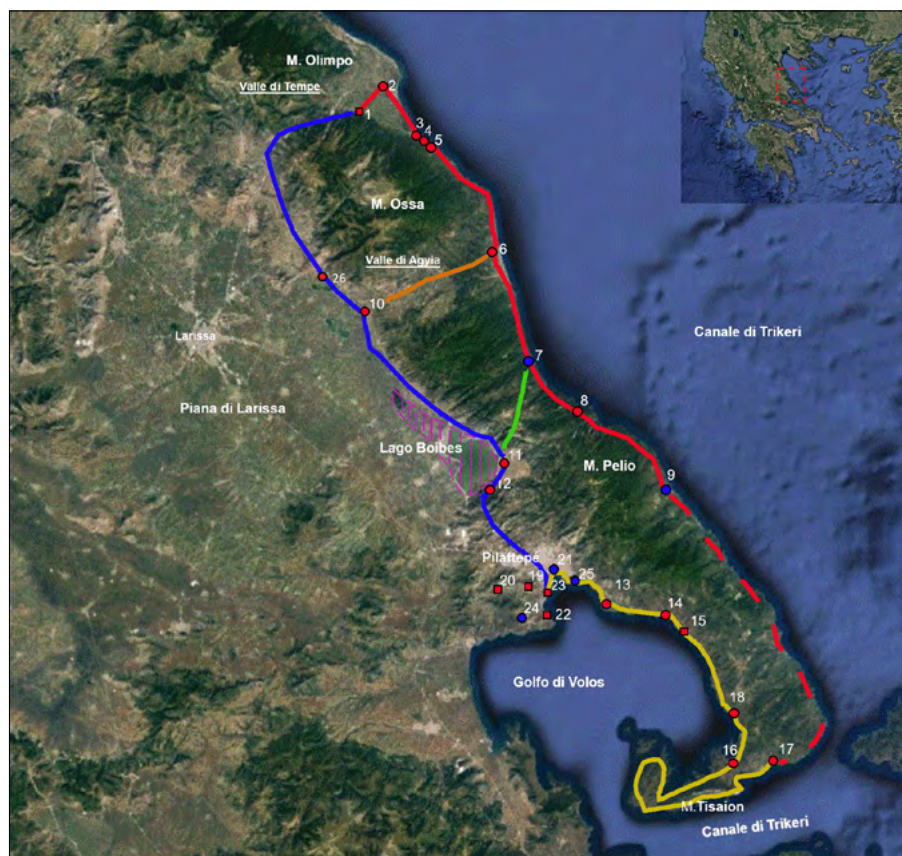 M. Olimpo
Valle di Tempe
2
1
3
4
5
M. Ossa
6
Valle di Agyia
26
10
Larissa
Canale di Trikeri
7
8
Piana di Larissa
Lago Boibes
11
M. Pelio
12
9
Pilaftepe
21
20
19
25
23
13
24
22
14
15
Golfo di Volos
18
16
17
M.Tisaion
Canale di Trikeri